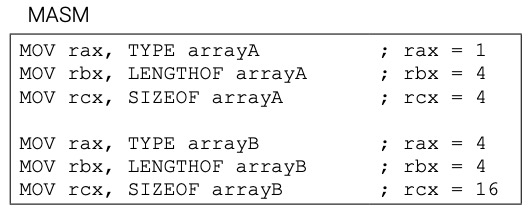 MASM
MOV rax, TYPE arrayA ; rax = 1
MOV rbx, LENGTHOF arrayA ; rbx = 4
MOV rcx, SIZEOF arrayA ; rcx = 4
MOV rax, TYPE arrayB ; rax = 4
MOV rbx, LENGTHOF arrayB ; rbx = 4
MOV rcx, SIZEOF arrayB ; rcx = 16